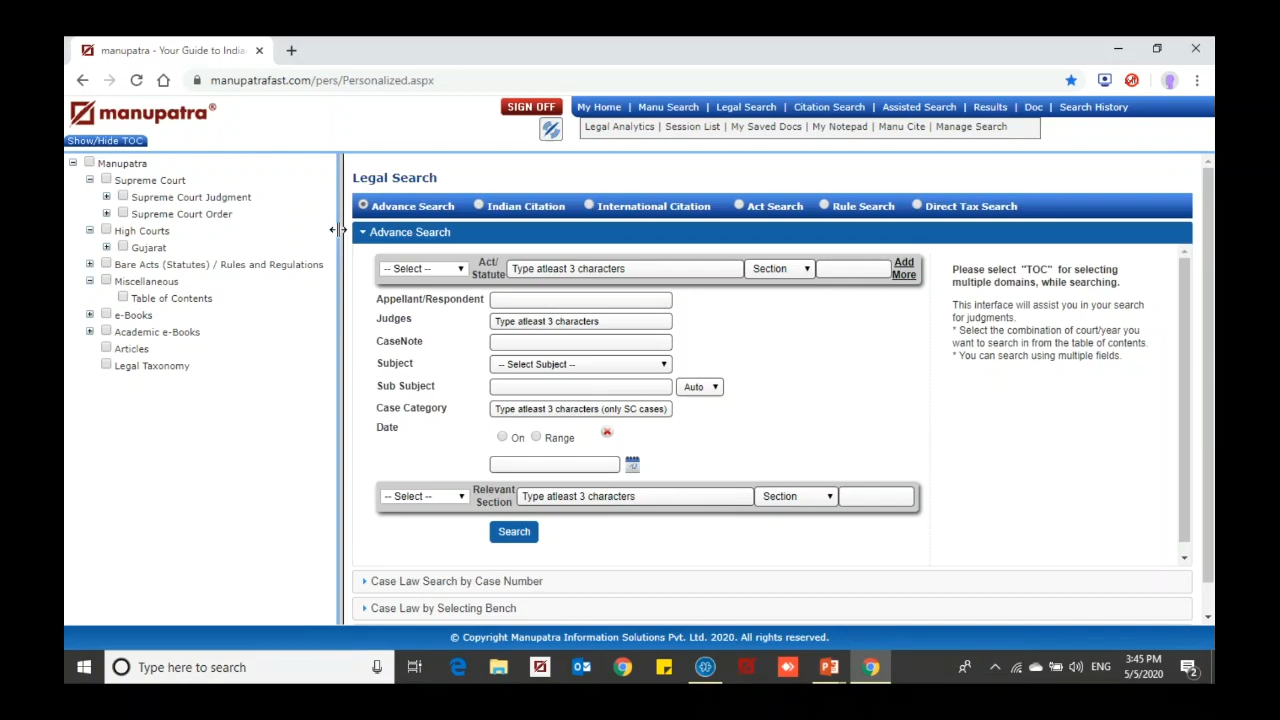 manupatra - Your Guide to India
manupatrafast.com/pers/Personalized.aspx
manupatra®
SIGN OFF
My Home | Manu Search | Legal Search | Citation Search | Assisted Search | Results | Doc | Search History
Legal Analytics | Session List | My Saved Docs | My Notepad | Manu Cite | Manage Search
Show/Hide TOC
Manupatra
Supreme Court
Supreme Court Judgment
Supreme Court Order
High Courts
Gujarat
Bare Acts (Statutes) / Rules and Regulations
Miscellaneous
Table of Contents
e-Books
Academic e-Books
Articles
Legal Taxonomy
Legal Search
Advance Search Indian Citation International Citation Act Search Rule Search Direct Tax Search
Advance Search
-- Select -- Act/ Statute Type atleast 3 characters Section Add More
Appellant/Respondent
Judges Type atleast 3 characters
CaseNote
Subject -- Select Subject --
Sub Subject Auto
Case Category Type atleast 3 characters (only SC cases)
Date
On Range
-- Select -- Relevant Section Type atleast 3 characters Section
Search
Please select "TOC" for selecting
multiple domains, while searching.
This interface will assist you in your search
for judgments.
* Select the combination of court/year you
want to search in from the table of contents.
* You can search using multiple fields.
Case Law Search by Case Number
Case Law by Selecting Bench
© Copyright Manupatra Information Solutions Pvt. Ltd. 2020. All rights reserved.
Type here to search
ENG
3:45 PM
5/5/2020
2